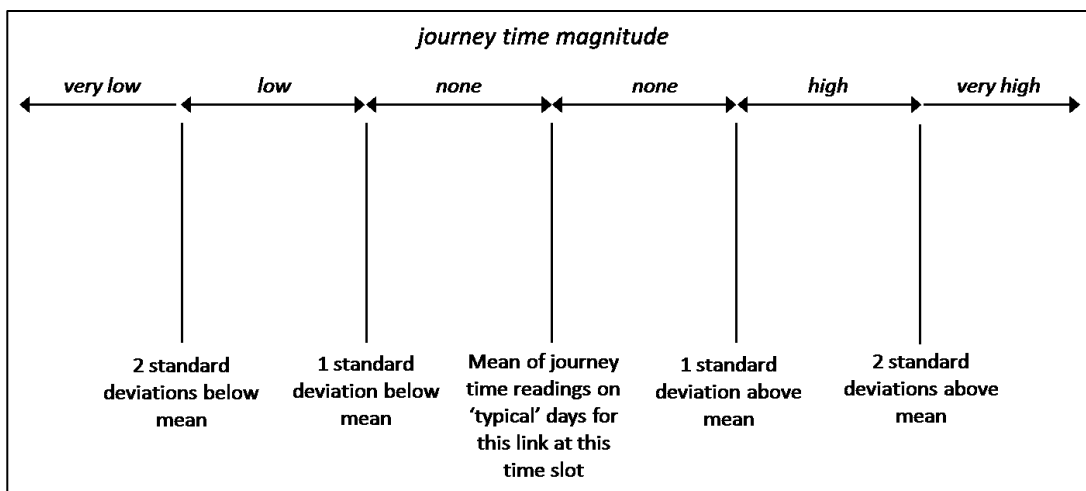 journey time magnitude
very low
low
none
none
high
very high
2 standard
deviations below
mean
1 standard
deviation below
mean
Mean of journey
time readings on
‘typical’ days for
this link at this
time slot
1 standard
deviation above
mean
2 standard
deviations above
mean